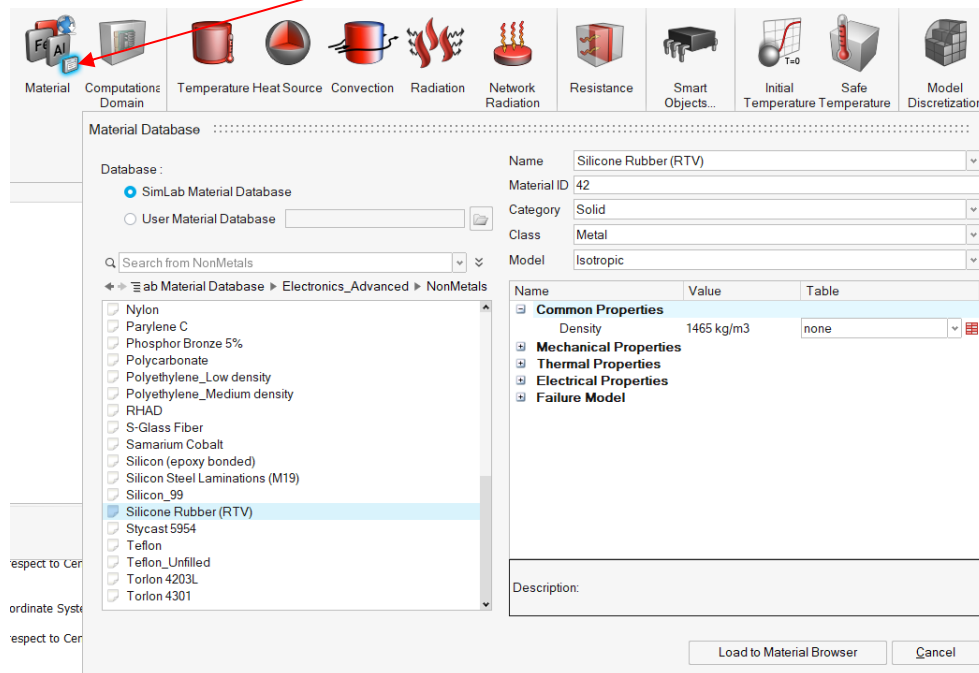 Fe Al
T=0
Material Computationa Domain Temperature Heat Source Convection Radiation Network Radiation Resistance Smart Objects... Initial Temperature Safe Temperature Model Discretization
Material Database
Database :
SimLab Material Database
User Material Database
Search from NonMetals
ab Material Database Electronics_Advanced NonMetals
Nylon
Parylene C
Phosphor Bronze 5%
Polycarbonate
Polyethylene_Low density
Polyethylene_Medium density
RHAD
S-Glass Fiber
Samarium Cobalt
Silicon (epoxy bonded)
Silicon Steel Laminations (M19)
Silicon_99
Silicone Rubber (RTV)
Stycast 5954
Teflon
Teflon_Unfilled
Torlon 4203L
Torlon 4301
Name Silicone Rubber (RTV)
Material ID 42
Category Solid
Class Metal
Model Isotropic
Name Value Table
Common Properties
Density 1465 kg/m3 none
Mechanical Properties
Thermal Properties
Electrical Properties
Failure Model
Description:
Load to Material Browser Cancel
espect to Cer
ordinate Syste
espect to Cer